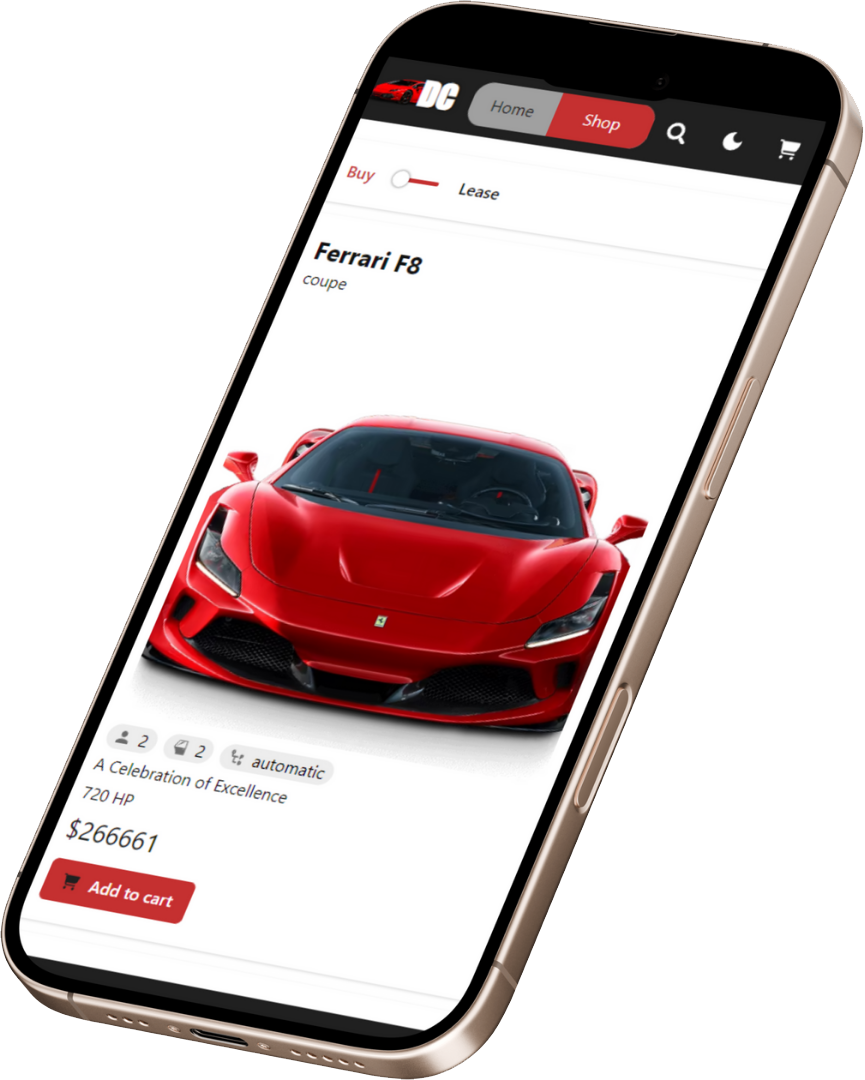 DC
Home
Shop
Buy
Lease
Ferrari F8
coupe
2
2
automatic
A Celebration of Excellence
720 HP
$266661
Add to cart